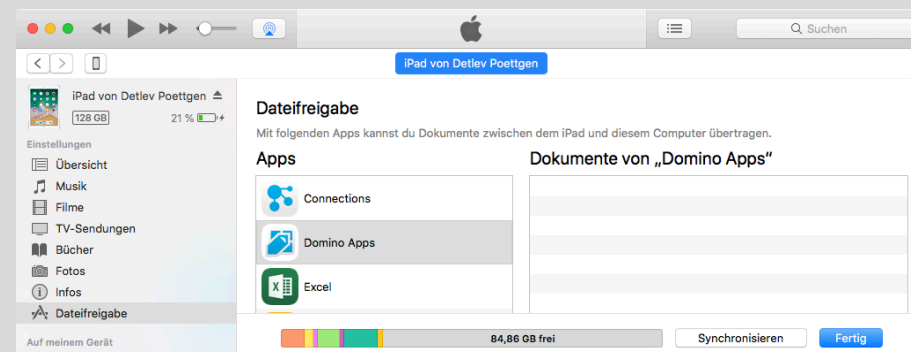 Suchen
iPad von Detlev Poettgen
iPad von Detlev Poettgen
128 GB 21 %
Einstellungen
Übersicht
Musik
Filme
TV-Sendungen
Bücher
Fotos
Infos
Dateifreigabe
Auf meinem Gerät
Dateifreigabe
Mit folgenden Apps kannst du Dokumente zwischen dem iPad und diesem Computer übertragen.
Apps
Connections
Domino Apps
Excel
Dokumente von „Domino Apps“
84,86 GB frei
Synchronisieren
Fertig